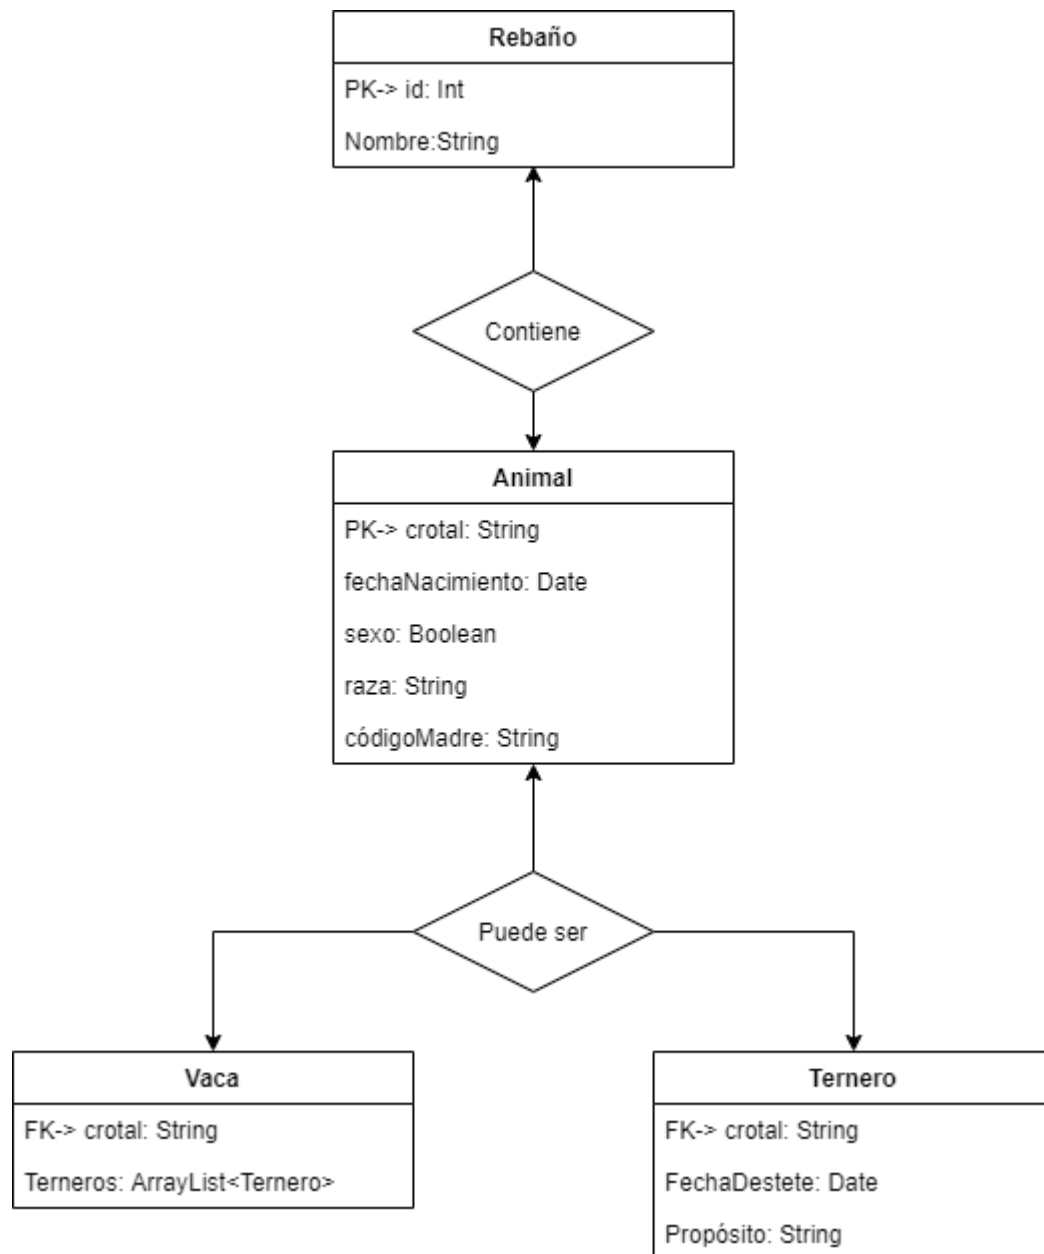 Rebaño
PK-> id: Int
Nombre:String
Contiene
Animal
PK-> crotal: String
fechaNacimiento: Date
sexo: Boolean
raza: String
códigoMadre: String
Puede ser
Vaca
FK-> crotal: String
Terneros: ArrayList<Ternero>
Ternero
FK-> crotal: String
FechaDestete: Date
Propósito: String